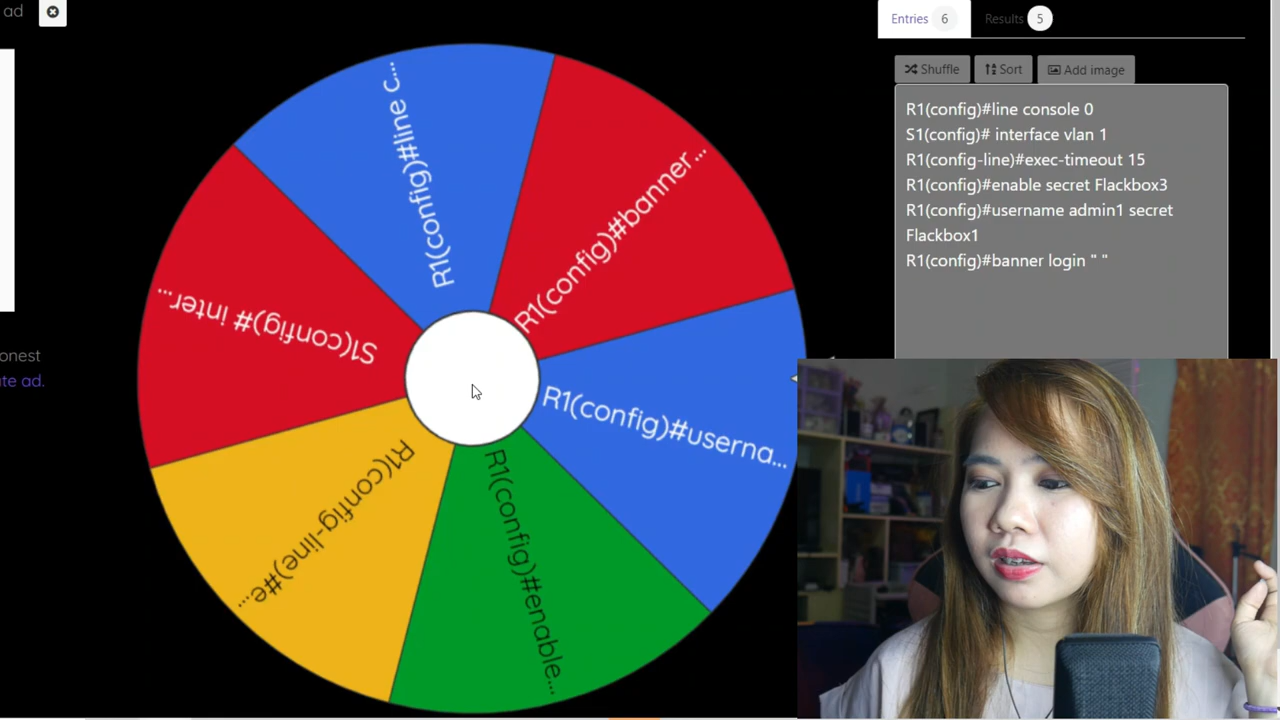 ad
Entries 6
Results 5
Shuffle
Sort
Add image
R1(config)#line console 0
S1(config)# interface vlan 1
R1(config-line)#exec-timeout 15
R1(config)#enable secret Flackbox3
R1(config)#username admin1 secret
Flackbox1
R1(config)#banner login " "
R1(config)#line c...
R1(config)#banner...
R1(config)#userna...
R1(config)#enable...
R1(config-line)#e...
S1(config)# inter...
onest
te ad.